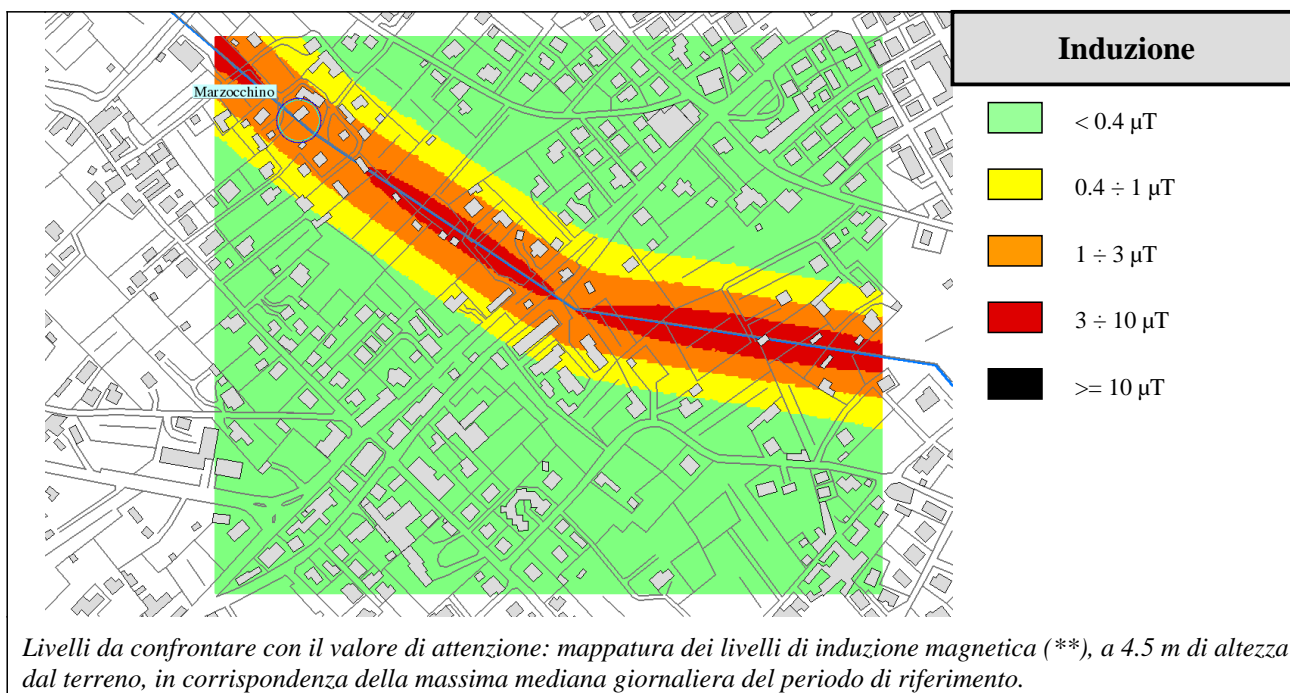 Induzione
Marzocchino
< 0.4 μT
0.4 ÷ 1 μT
1 ÷ 3 μT
3 ÷ 10 μT
>= 10 μT
Livelli da confrontare con il valore di attenzione: mappatura dei livelli di induzione magnetica (**), a 4.5 m di altezza
dal terreno, in corrispondenza della massima mediana giornaliera del periodo di riferimento.